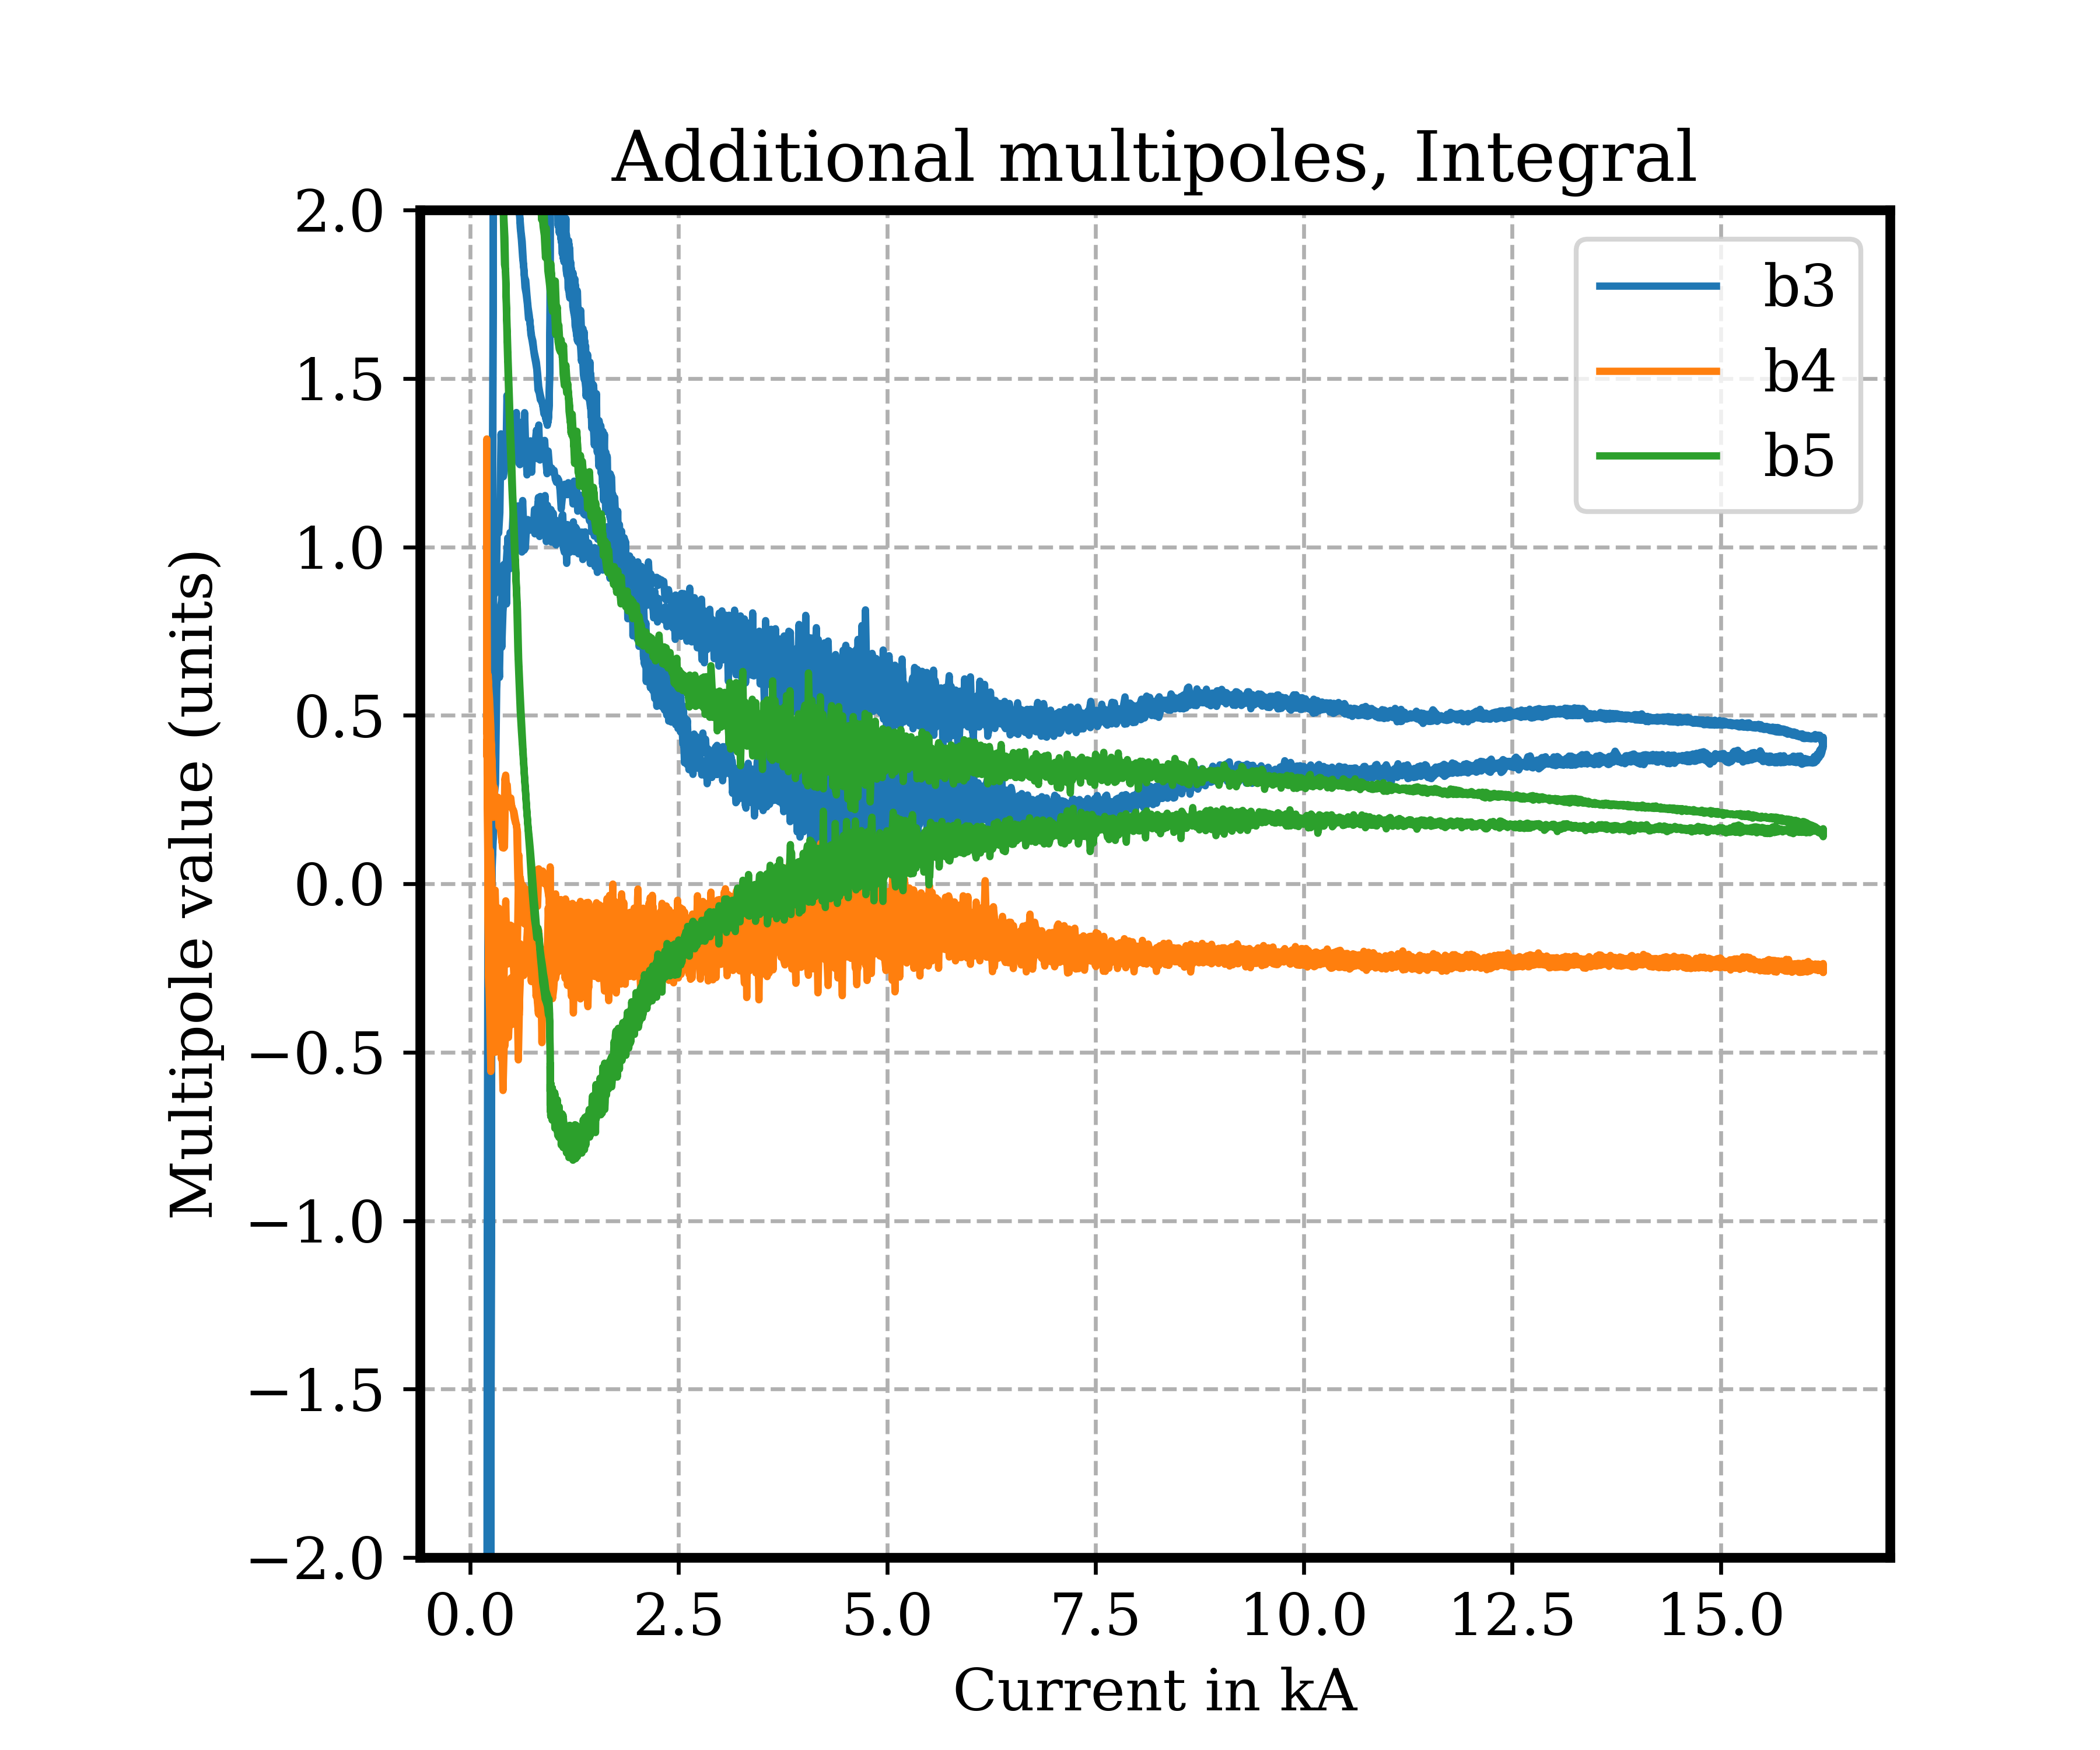 Additional multipoles, Integral
2.0
1.5
1.0
0.5
0.0
−0.5
−1.0
−1.5
−2.0
Multipole value (units)
b3
b4
b5
0.0 2.5 5.0 7.5 10.0 12.5 15.0
Current in kA